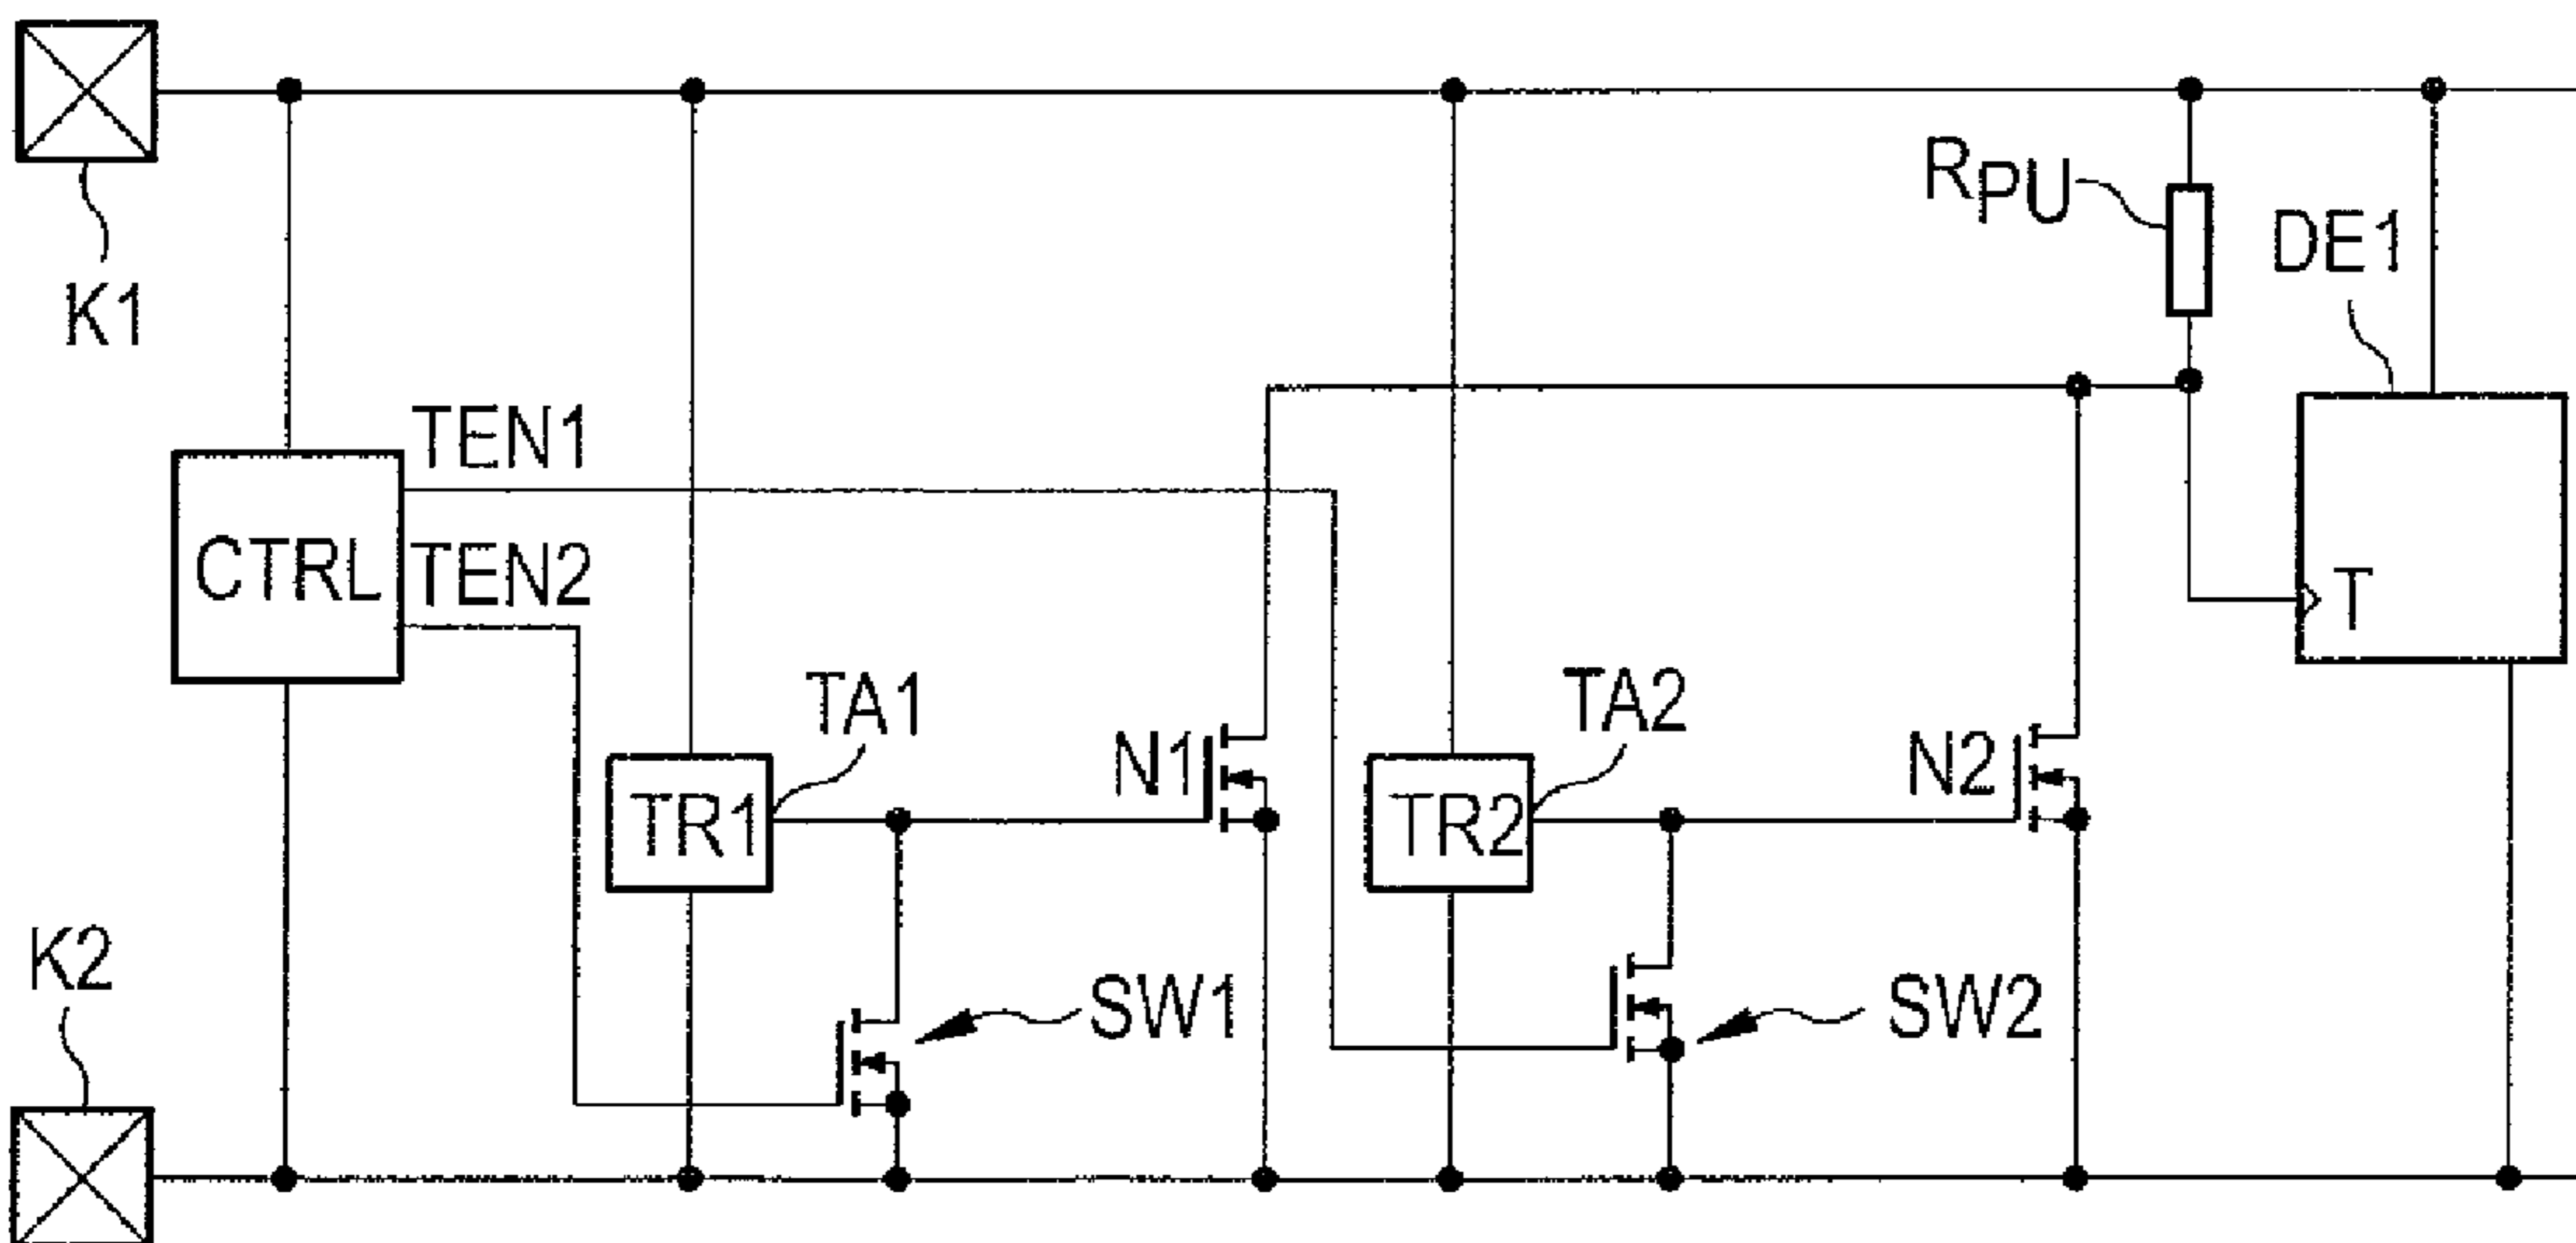 K1
RPU
DE1
TEN1
CTRL
TEN2
T
TA1
N1
TA2
N2
TR1
TR2
K2
SW1
SW2